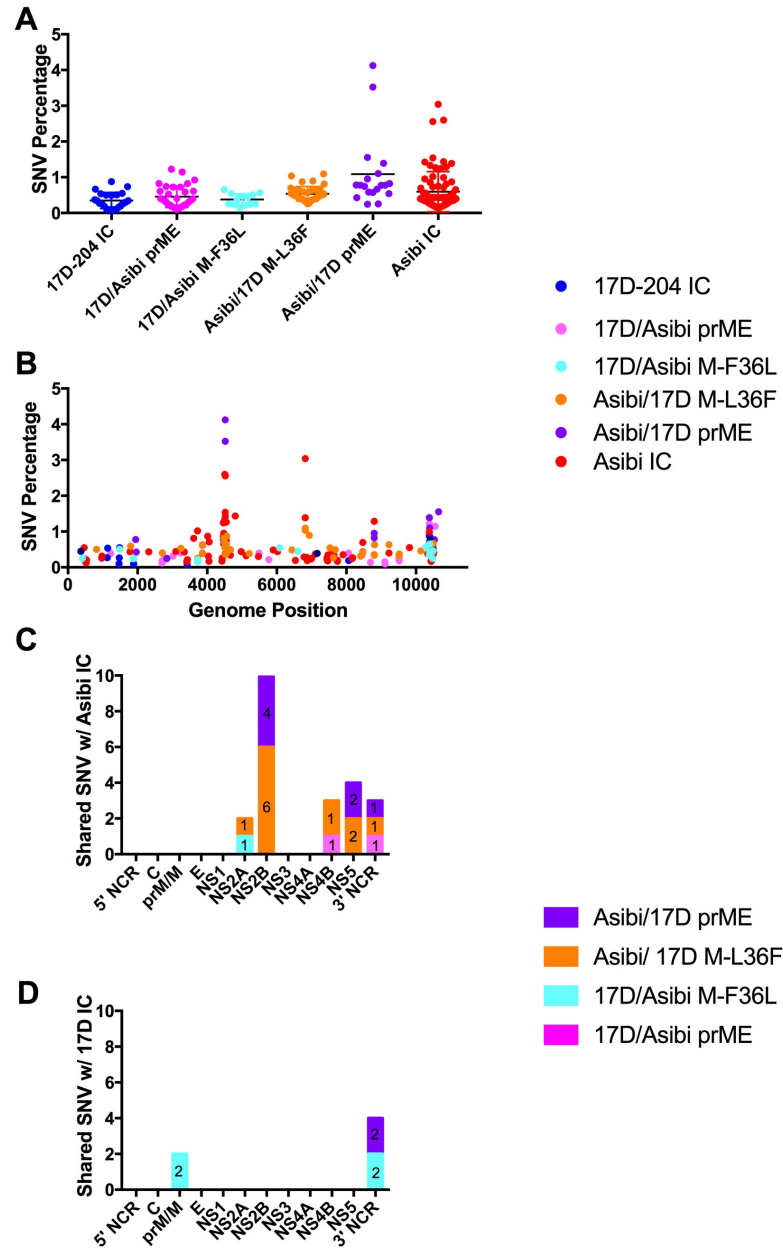 A
SNV Percentage
5
4
3
2
1
0
17D-204 IC
17D/Asibi prME
17D/Asibi M-F36L
Asibi/17D M-L36F
Asibi/17D prME
Asibi IC
17D-204 IC
17D/Asibi prME
17D/Asibi M-F36L
Asibi/17D M-L36F
Asibi/17D prME
Asibi IC
B
SNV Percentage
5
4
3
2
1
0
0 2000 4000 6000 8000 10000
Genome Position
C
Shared SNV w/ Asibi IC
10
8
6
4
2
0
1
1
4
6
1
1
2
2
1
1
1
5' NCR
C
prM/M
E
NS1
NS2A
NS2B
NS3
NS4A
NS4B
NS5
3' NCR
Asibi/17D prME
Asibi/ 17D M-L36F
17D/Asibi M-F36L
17D/Asibi prME
D
Shared SNV w/ 17D IC
10
8
6
4
2
0
2
2
2
5' NCR
C
prM/M
E
NS1
NS2A
NS2B
NS3
NS4A
NS4B
NS5
3' NCR